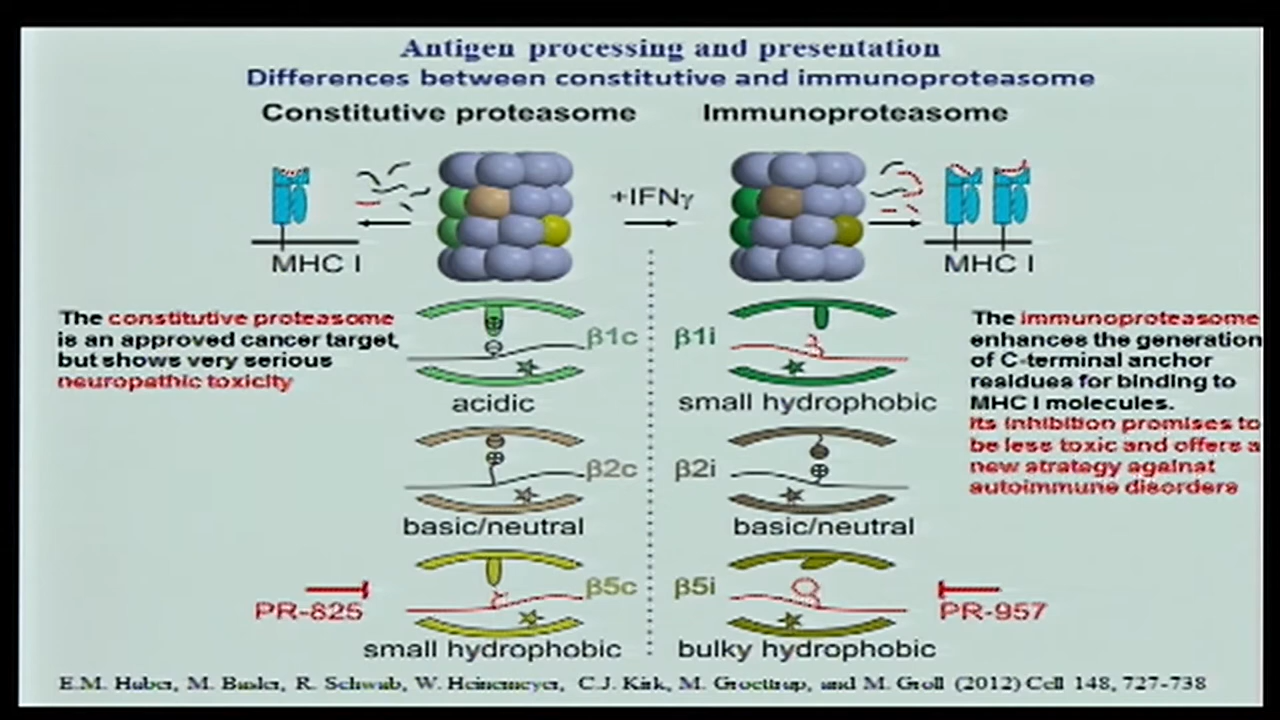 Antigen processing and presentation
Differences between constitutive and immunoproteasome
Constitutive proteasome
Immunoproteasome
+IFNγ
MHC I
MHC I
The constitutive proteasome
is an approved cancer target,
but shows very serious
neuropathic toxicity
β1c
β1i
acidic
small hydrophobic
The immunoproteasome
enhances the generation
of C-terminal anchor
residues for binding to
MHC I molecules.
Its inhibition promises to
be less toxic and offers a
new strategy against
autoimmune disorders
β2c
β2i
basic/neutral
basic/neutral
β5c
β5i
PR-825
PR-957
small hydrophobic
bulky hydrophobic
E.M. Huber, M. Basler, R. Schwab, W. Heinemeyer, C.J. Kirk, M. Groettrup, and M. Groll (2012) Cell 148, 727-738